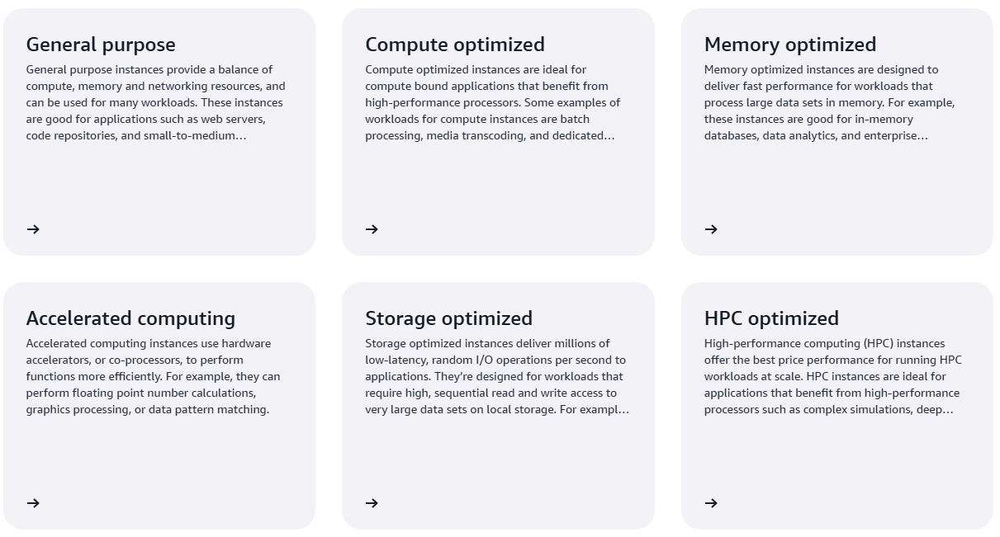 General purpose
General purpose instances provide a balance of
compute, memory and networking resources, and
can be used for many workloads. These instances
are good for applications such as web servers,
code repositories, and small-to-medium…
Compute optimized
Compute optimized instances are ideal for
compute bound applications that benefit from
high-performance processors. Some examples of
workloads for compute instances are batch
processing, media transcoding, and dedicated…
Memory optimized
Memory optimized instances are designed to
deliver fast performance for workloads that
process large data sets in memory. For example,
these instances are good for in-memory
databases, data analytics, and enterprise…
Accelerated computing
Accelerated computing instances use hardware
accelerators, or co-processors, to perform
functions more efficiently. For example, they can
perform floating point number calculations,
graphics processing, or data pattern matching.
Storage optimized
Storage optimized instances deliver millions of
low-latency, random I/O operations per second to
applications. They’re designed for workloads that
require high, sequential read and write access to
very large data sets on local storage. For exampl…
HPC optimized
High-performance computing (HPC) instances
offer the best price performance for running HPC
workloads at scale. HPC instances are ideal for
applications that benefit from high-performance
processors such as complex simulations, deep…